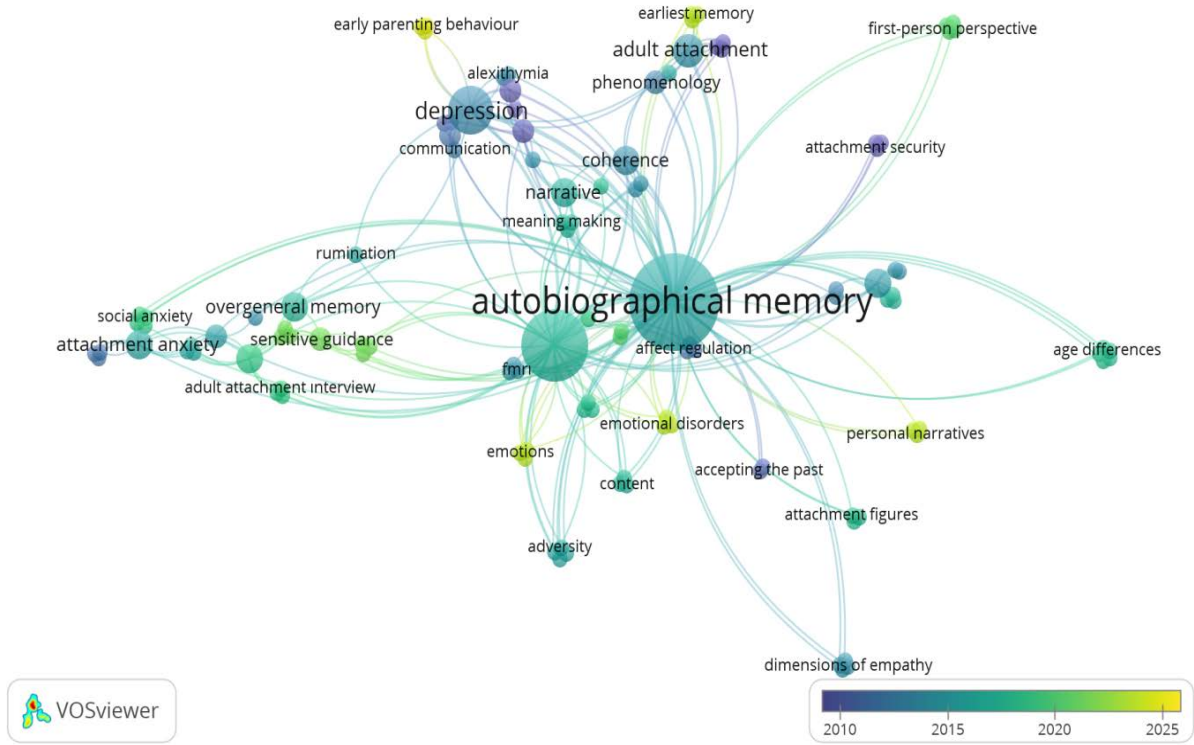 earliest memory
early parenting behaviour
first-person perspective
adult attachment
alexithymia
phenomenology
depression
communication
attachment security
coherence
narrative
meaning making
rumination
autobiographical memory
overgeneral memory
social anxiety
sensitive guidance
attachment anxiety
affect regulation
age differences
fmri
adult attachment interview
emotional disorders
personal narratives
emotions
accepting the past
content
attachment figures
adversity
dimensions of empathy
VOSviewer
2010 2015 2020 2025